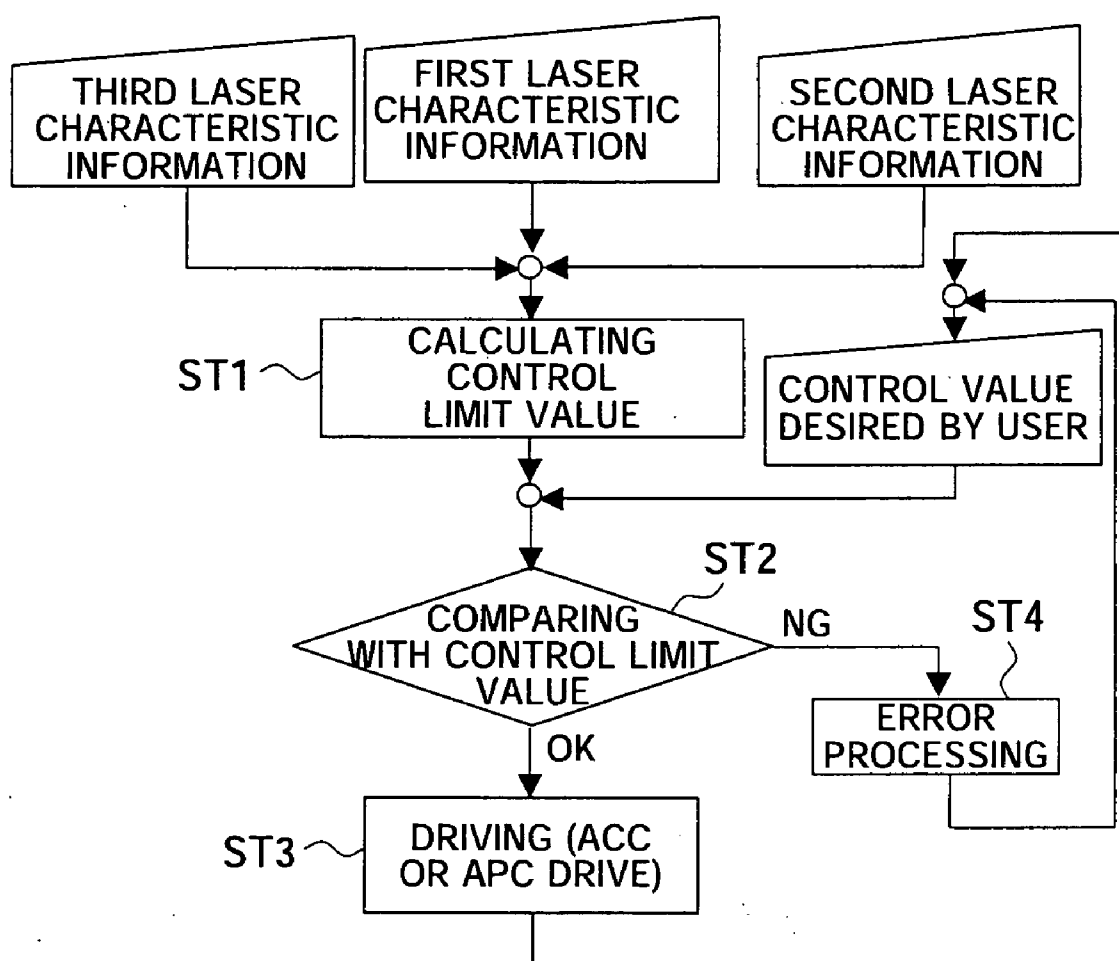 THIRD LASER
CHARACTERISTIC
INFORMATION
FIRST LASER
CHARACTERISTIC
INFORMATION
SECOND LASER
CHARACTERISTIC
INFORMATION
ST1
CALCULATING
CONTROL
LIMIT VALUE
CONTROL VALUE
DESIRED BY USER
ST2
COMPARING
WITH CONTROL LIMIT
VALUE
NG
ST4
ERROR
PROCESSING
OK
ST3
DRIVING (ACC
OR APC DRIVE)